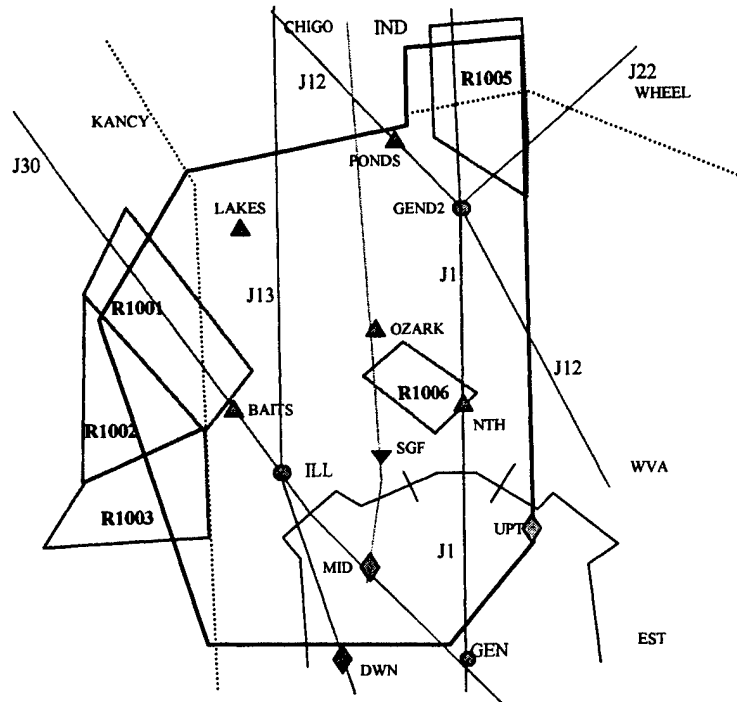 CHIGO
IND
J12
J22
R1005
WHEEL
KANCY
J30
PONDS
LAKES
GEND2
J1
J13
R1001
OZARK
J12
R1006
BAITS
NTH
R1002
SGF
ILL
WVA
R1003
UPT
J1
MID
EST
GEN
DWN